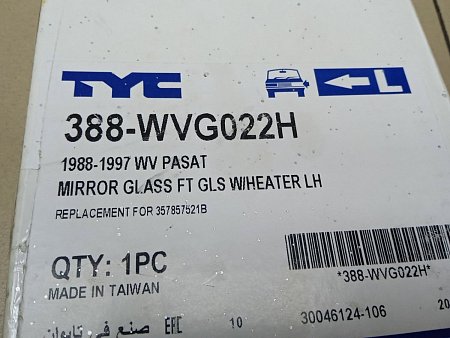 TYC
L
388-WVG022H
1988-1997 WV PASAT
MIRROR GLASS FT GLS W/HEATER LH
REPLACEMENT FOR 357857521B
QTY: 1PC
*388-WVG022H*
MADE IN TAIWAN
صنع في تايوان EAC 10 30046124-106 20